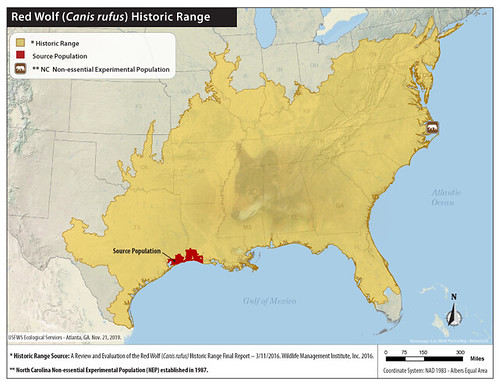 Red Wolf (Canis rufus) Historic Range
* Historic Range
Source Population
** NC Non-essential Experimental Population
Source Population
TX
MS
GA
Atlantic
Ocean
Gulf of Mexico
N
USFWS Ecological Services - Atlanta, GA. Nov. 21, 2019.
0
75
150
300
Miles
* Historic Range Source: A Review and Evaluation of the Red Wolf (Canis rufus) Historic Range Final Report – 3/11/2016. Wildlife Management Institute, Inc. 2016.
** North Carolina Non-essential Experimental Population (NEP) established in 1987.
Coordinate System: NAD 1983 - Albers Equal Area